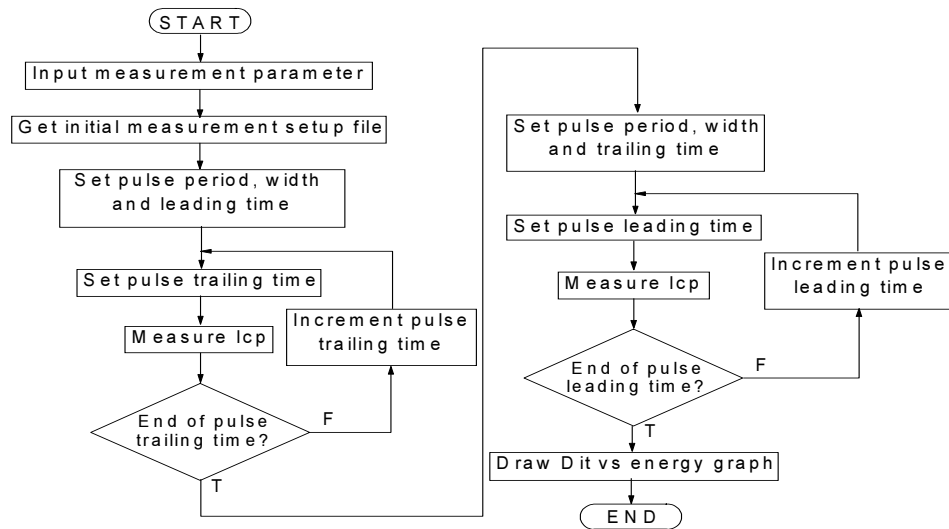 START
Input measurement parameter
Get initial measurement setup file
Set pulse period, width
and leading time
Set pulse trailing time
Measure Icp
Increment pulse
trailing time
End of pulse
trailing time?
F
T
Set pulse period, width
and trailing time
Set pulse leading time
Measure Icp
Increment pulse
leading time
End of pulse
leading time?
F
T
Draw Dit vs energy graph
END